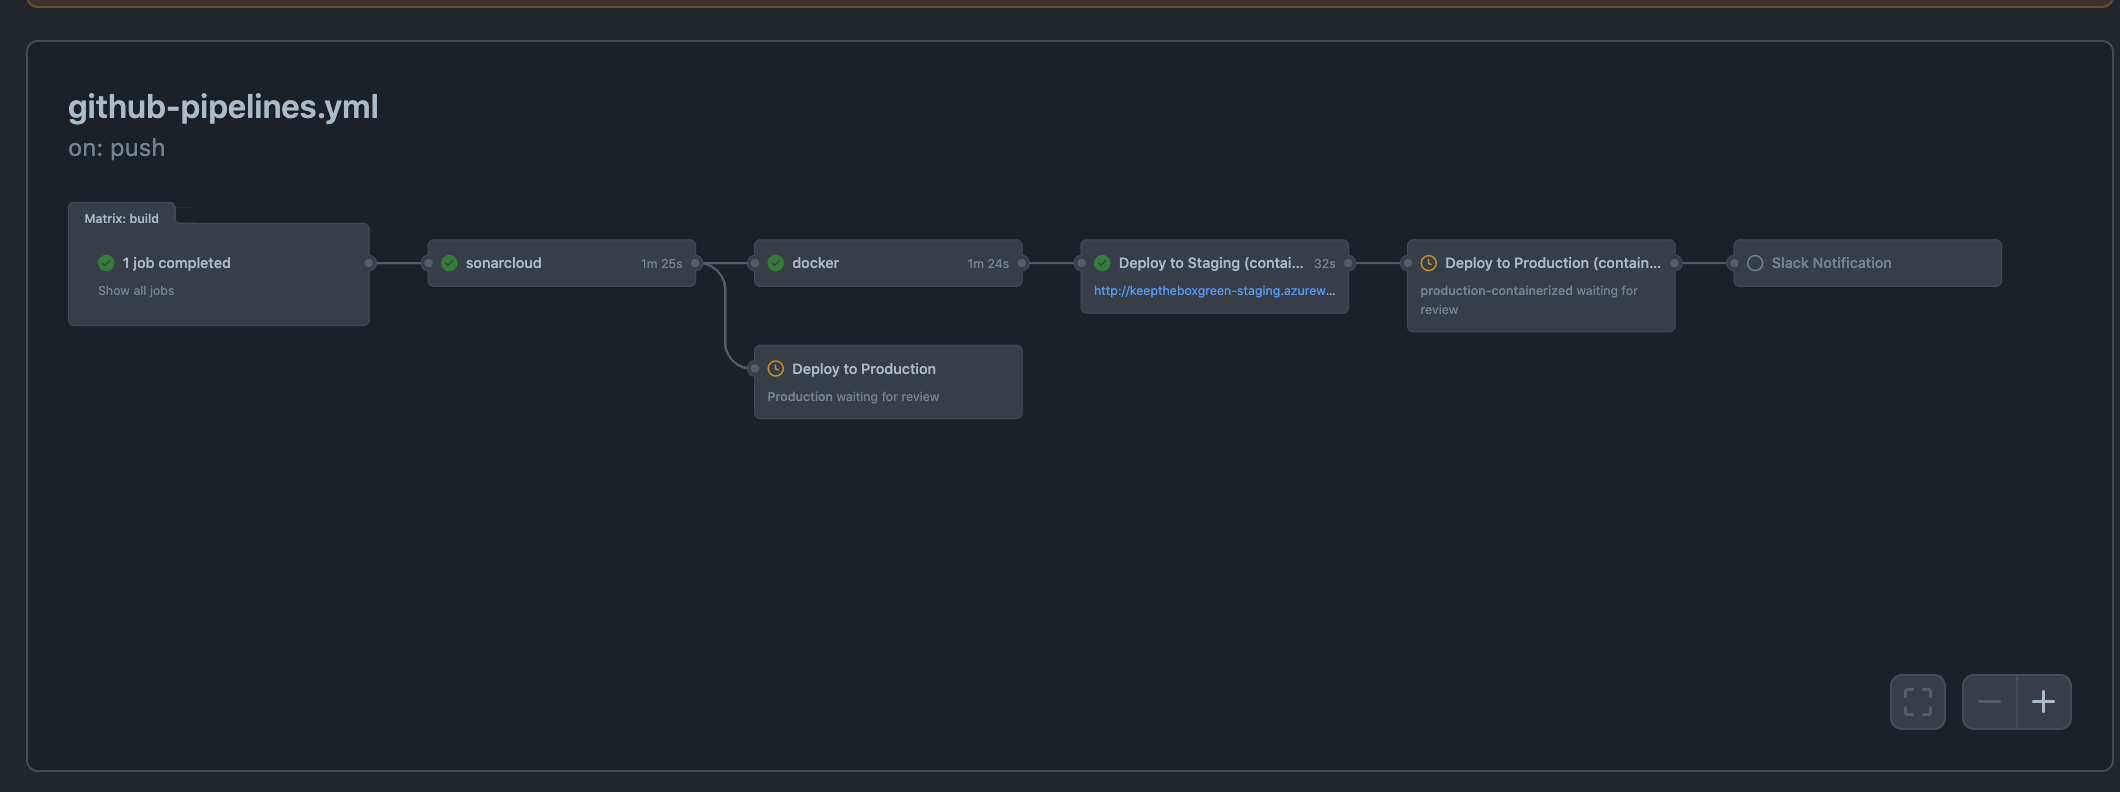 github-pipelines.yml
on: push
Matrix: build
1 job completed
Show all jobs
sonarcloud 1m 25s
docker 1m 24s
Deploy to Staging (contai... 32s
http://keeptheboxgreen-staging.azurew...
Deploy to Production (contain...
production-containerized waiting for
review
Slack Notification
Deploy to Production
Production waiting for review